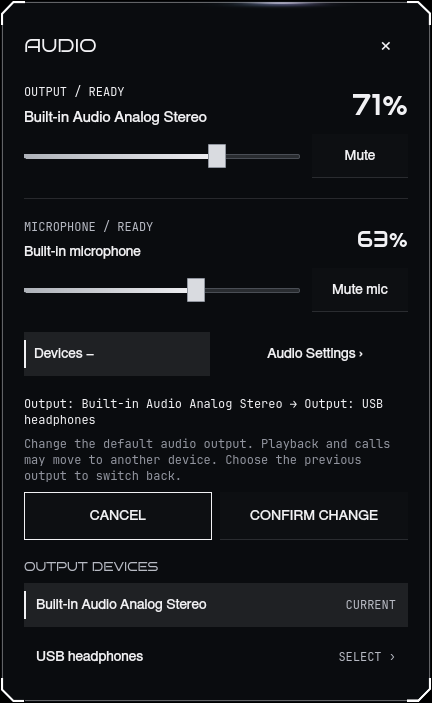 AUDIO ×
OUTPUT / READY
Built-in Audio Analog Stereo
71%
Mute
MICROPHONE / READY
Built-in microphone
63%
Mute mic
Devices –
Audio Settings ›
Output: Built-in Audio Analog Stereo → Output: USB
headphones
Change the default audio output. Playback and calls
may move to another device. Choose the previous
output to switch back.
CANCEL
CONFIRM CHANGE
OUTPUT DEVICES
Built-in Audio Analog Stereo CURRENT
USB headphones SELECT ›